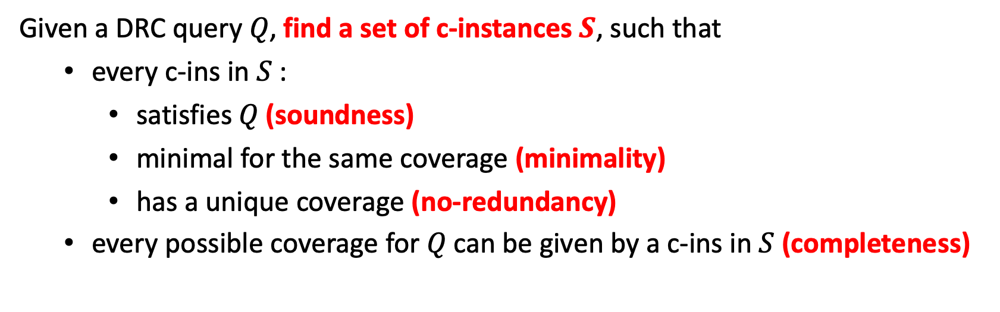 Given a DRC query Q, find a set of c-instances S, such that
• every c-ins in S :
• satisfies Q (soundness)
• minimal for the same coverage (minimality)
• has a unique coverage (no-redundancy)
• every possible coverage for Q can be given by a c-ins in S (completeness)